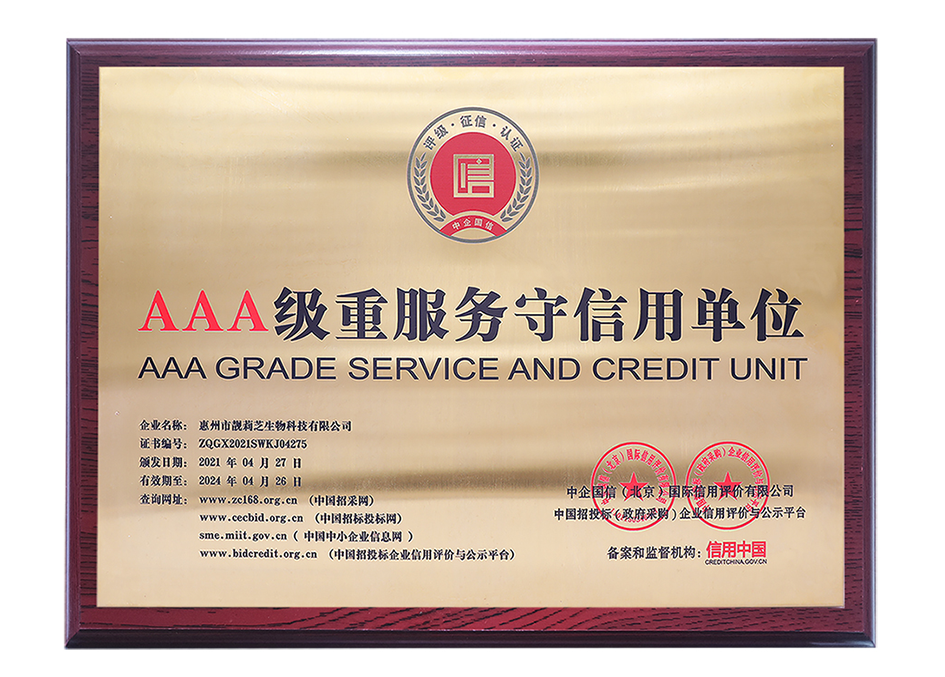 评级·征信·认证
中企国信
AAA级重服务守信用单位
AAA GRADE SERVICE AND CREDIT UNIT
企业名称： 惠州市靓莉芝生物科技有限公司
证书编号： ZQGX2021SWKJ04275
颁发日期： 2021 年 04 月 27 日
有效期至： 2024 年 04 月 26 日
查询网址： www.zc168.org.cn （中国招采网）
www.cecbid.org.cn （中国招标投标网）
sme.miit.gov.cn（ 中国中小企业信息网 ）
www.bidcredit.org.cn （中国招投标企业信用评价与公示平台）
中企国信（北京）国际信用评价有限公司
中国招投标（政府采购）企业信用评价与公示平台
备案和监督机构：信用中国
CREDITCHINA.GOV.CN